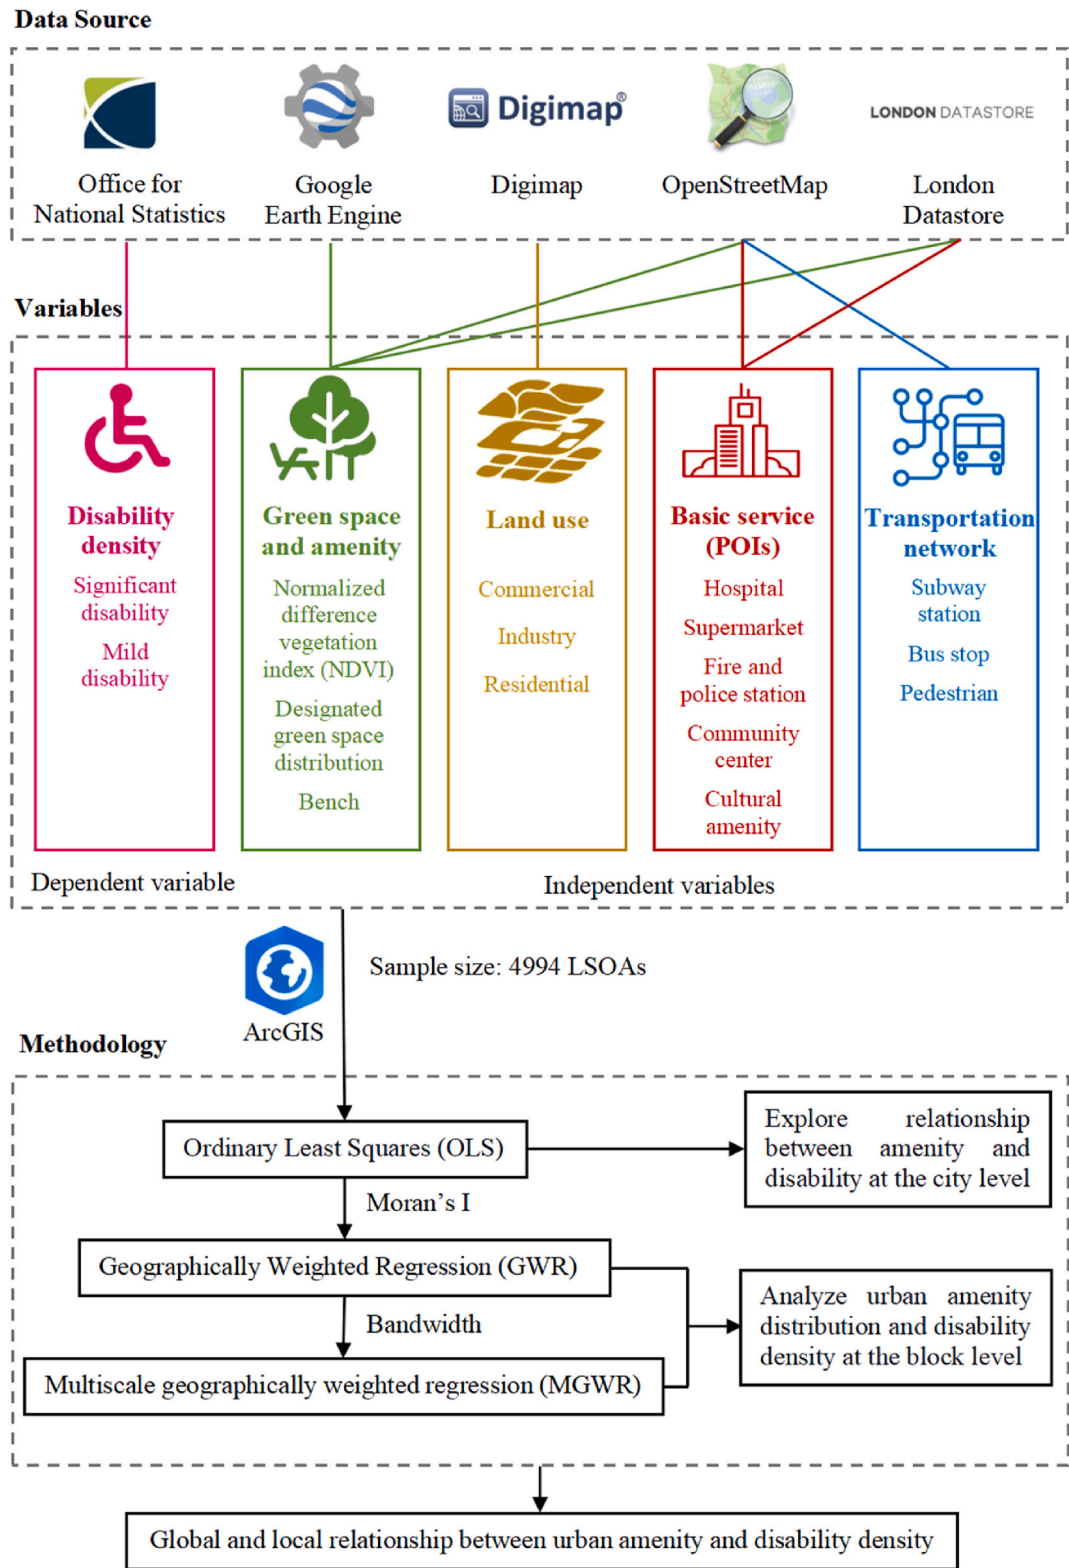 Data Source
Digimap®
LONDON DATASTORE
Office for
National Statistics
Google
Earth Engine
Digimap
OpenStreetMap
London
Datastore
Variables
Disability
density
Significant
disability
Mild
disability
Green space
and amenity
Normalized
difference
vegetation
index (NDVI)
Designated
green space
distribution
Bench
Land use
Commercial
Industry
Residential
Basic service
(POIs)
Hospital
Supermarket
Fire and
police station
Community
center
Cultural
amenity
Transportation
network
Subway
station
Bus stop
Pedestrian
Dependent variable
Independent variables
Sample size: 4994 LSOAs
ArcGIS
Methodology
Ordinary Least Squares (OLS)
Explore relationship
between amenity and
disability at the city level
Moran’s I
Geographically Weighted Regression (GWR)
Bandwidth
Analyze urban amenity
distribution and disability
density at the block level
Multiscale geographically weighted regression (MGWR)
Global and local relationship between urban amenity and disability density